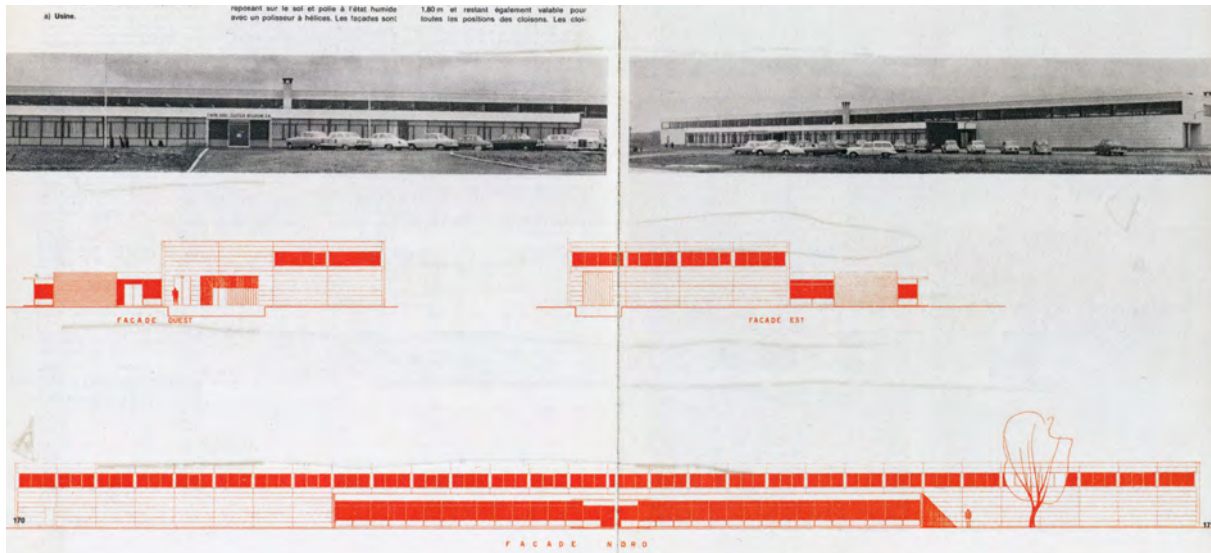 a) Usine.
reposant sur le sol et polie à l'état humide
avec un polisseur à hélices. Les façades sont
1,80 m et restant également valable pour
toutes les positions des cloisons. Les cloi-
FACADE OUEST
FACADE EST
170
FACADE NORD